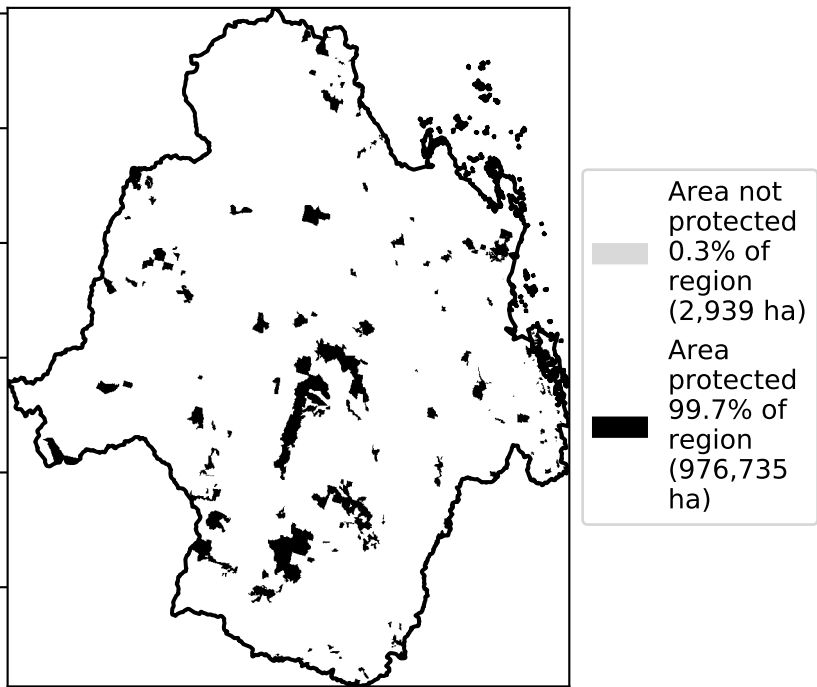 Area not
protected
0.3% of
region
(2,939 ha)
Area
protected
99.7% of
region
(976,735
ha)